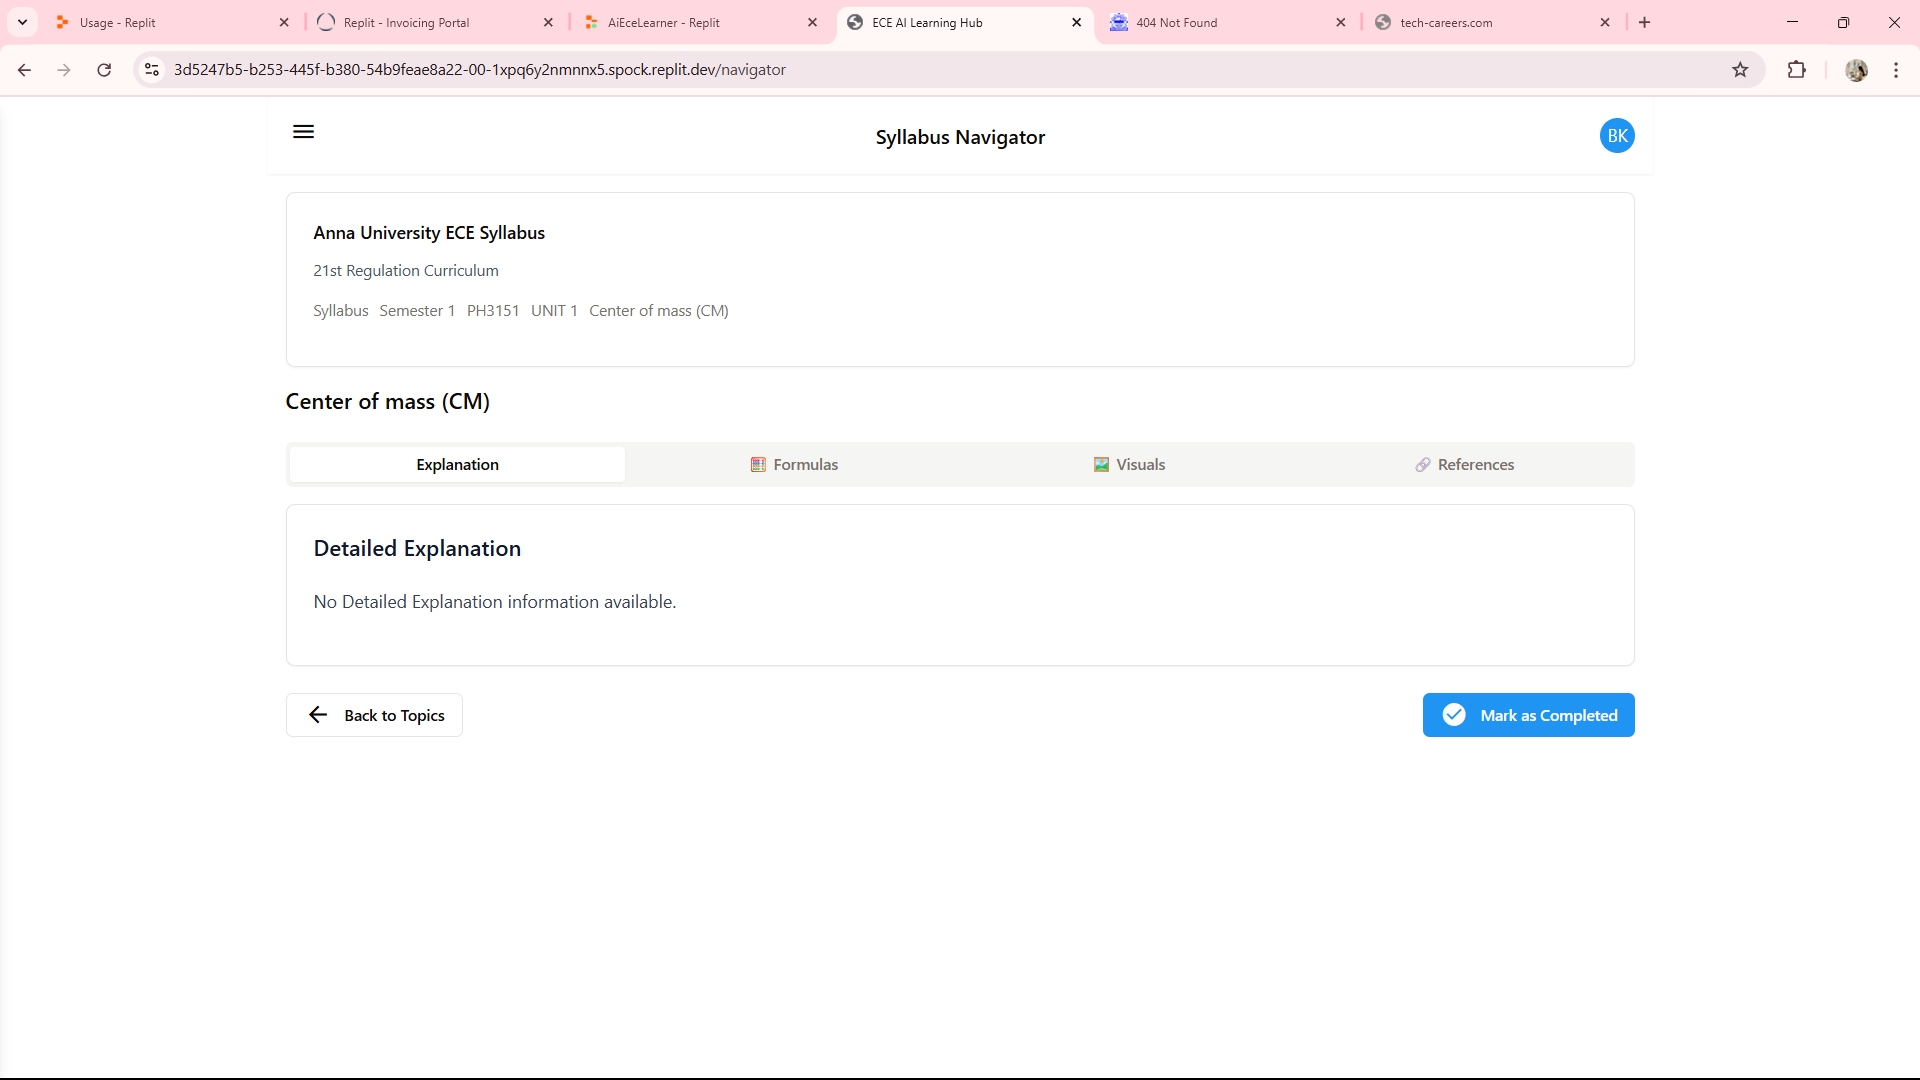 Usage - Replit
Replit - Invoicing Portal
AiEceLearner - Replit
ECE AI Learning Hub
404 Not Found
tech-careers.com
3d5247b5-b253-445f-b380-54b9feae8a22-00-1xpq6y2nmnnx5.spock.replit.dev/navigator
Syllabus Navigator
BK
Anna University ECE Syllabus
21st Regulation Curriculum
Syllabus Semester 1 PH3151 UNIT 1 Center of mass (CM)
Center of mass (CM)
Explanation
Formulas
Visuals
References
Detailed Explanation
No Detailed Explanation information available.
Back to Topics
Mark as Completed